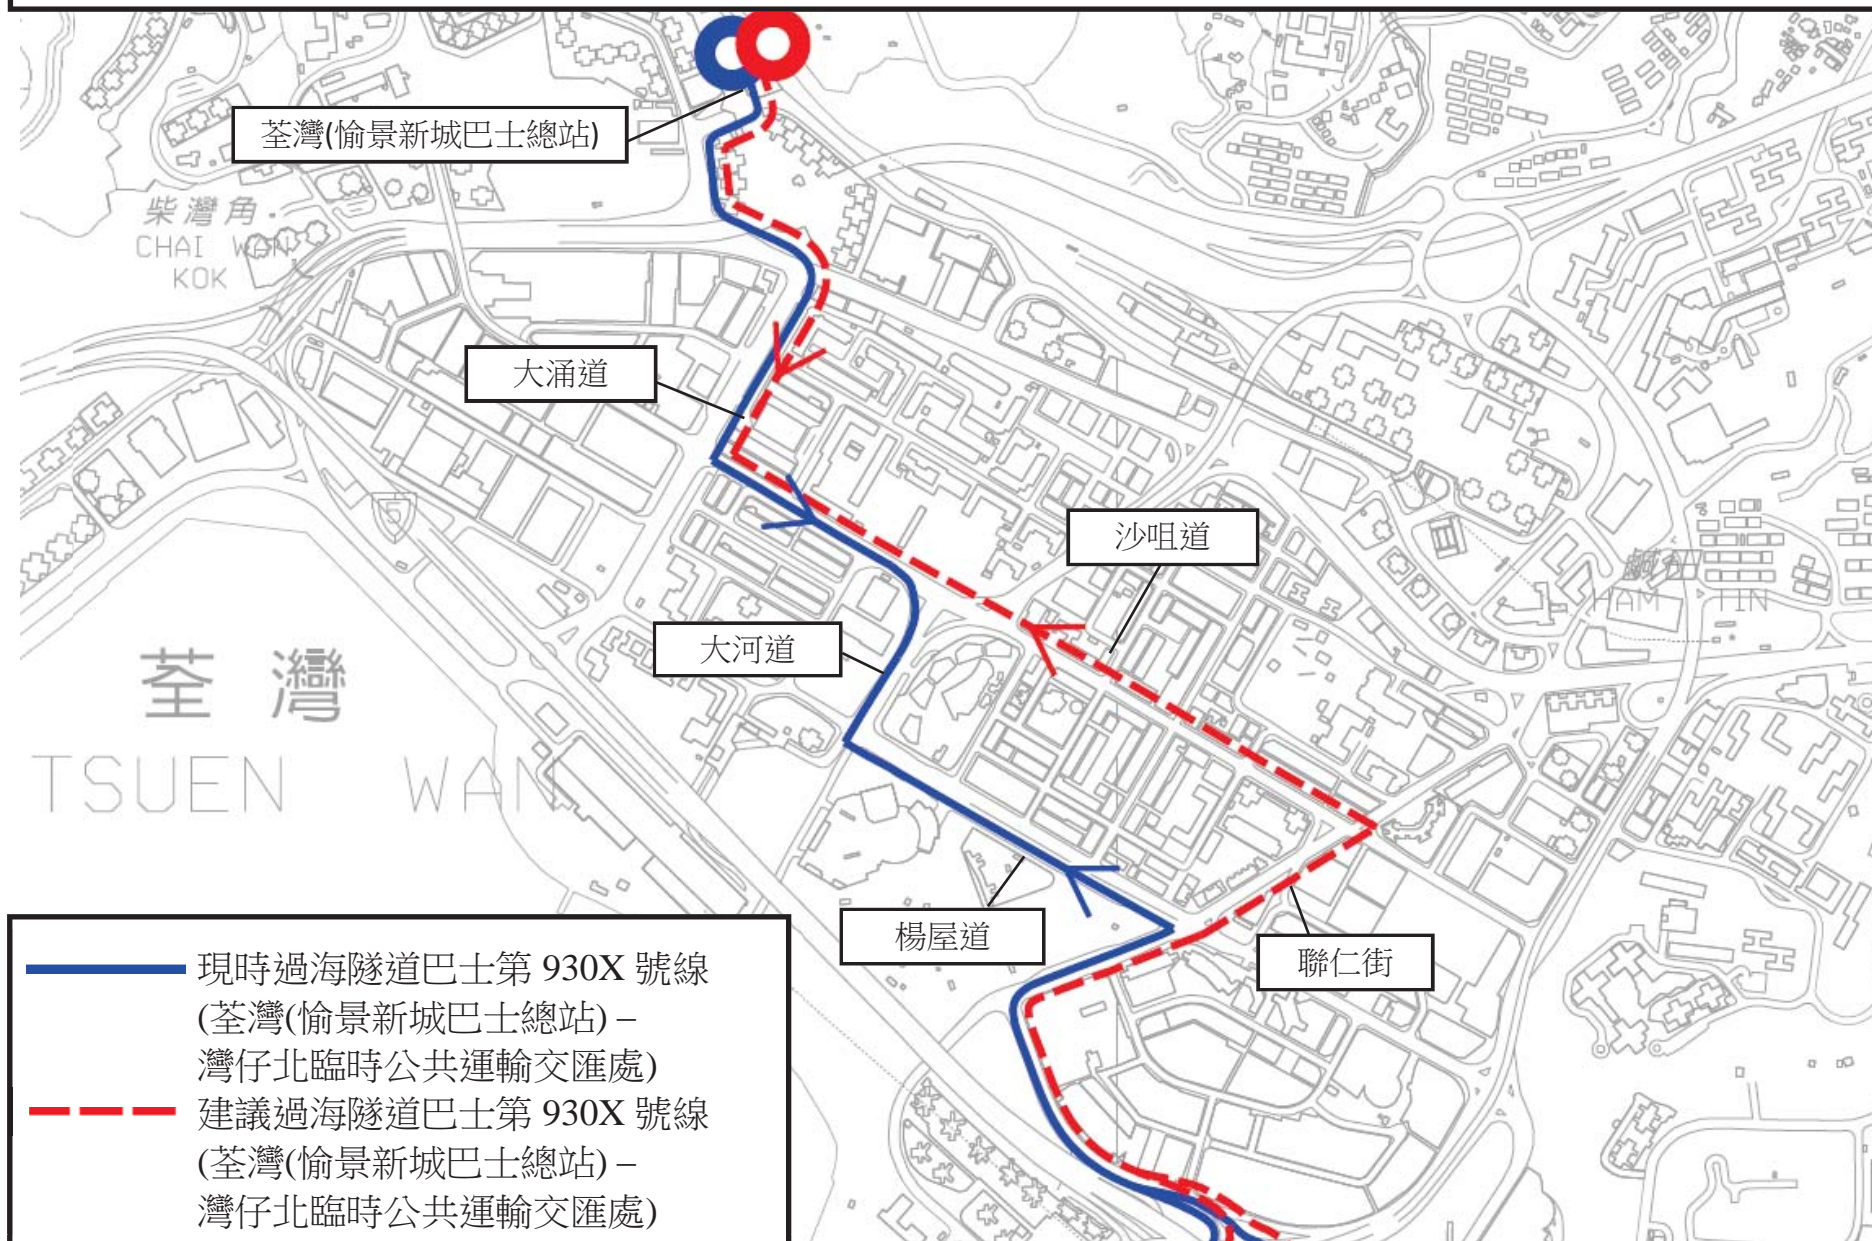 荃灣(愉景新城巴士總站)
柴灣角
CHAI WAN
KOK
大涌道
5
沙咀道
鹹田
HAM TIN
大河道
荃灣
TSUEN WAN
楊屋道
聯仁街
現時過海隧道巴士第 930X 號線
(荃灣(愉景新城巴士總站) –
灣仔北臨時公共運輸交匯處)
建議過海隧道巴士第 930X 號線
(荃灣(愉景新城巴士總站) –
灣仔北臨時公共運輸交匯處)